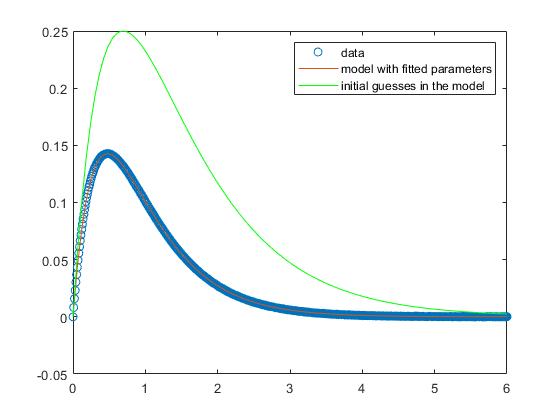 0.25
0.2
0.15
0.1
0.05
0
-0.05
0 1 2 3 4 5 6
data
model with fitted parameters
initial guesses in the model